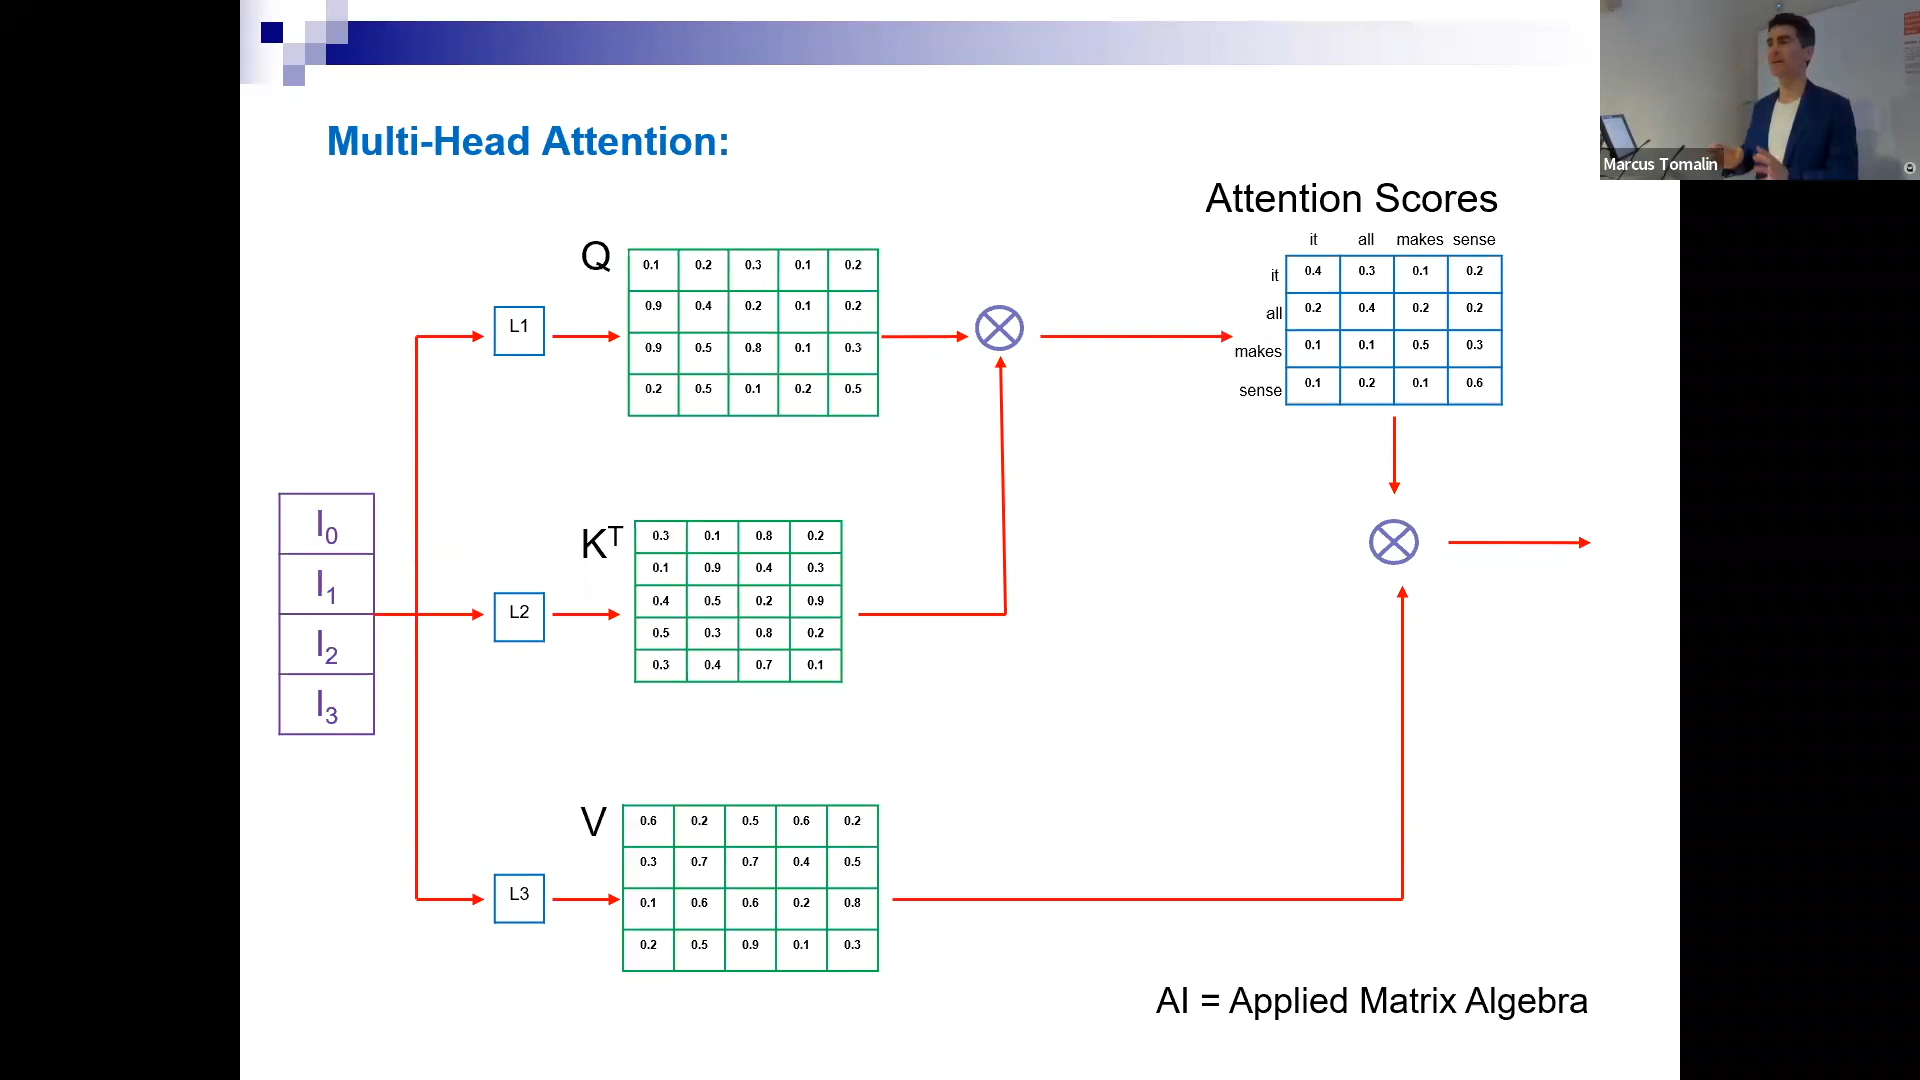 Marcus Tomalin
Multi-Head Attention:
Attention Scores
it all makes sense
it 0.4 0.3 0.1 0.2
all 0.2 0.4 0.2 0.2
makes 0.1 0.1 0.5 0.3
sense 0.1 0.2 0.1 0.6
Q
0.1 0.2 0.3 0.1 0.2
0.9 0.4 0.2 0.1 0.2
0.9 0.5 0.8 0.1 0.3
0.2 0.5 0.1 0.2 0.5
L1
I0
I1
I2
I3
L2
K^T
0.3 0.1 0.8 0.2
0.1 0.9 0.4 0.3
0.4 0.5 0.2 0.9
0.5 0.3 0.8 0.2
0.3 0.4 0.7 0.1
L3
V
0.6 0.2 0.5 0.6 0.2
0.3 0.7 0.7 0.4 0.5
0.1 0.6 0.6 0.2 0.8
0.2 0.5 0.9 0.1 0.3
AI = Applied Matrix Algebra